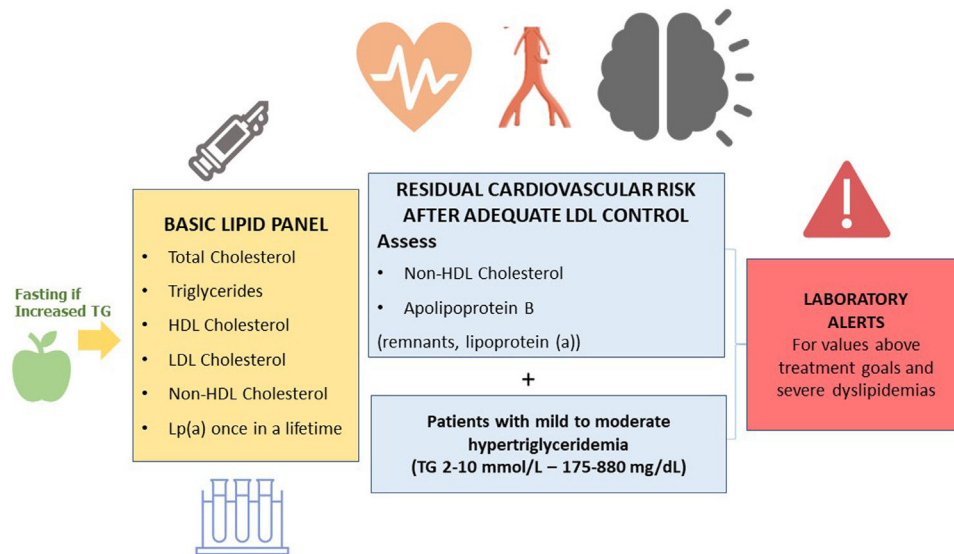 Fasting if
Increased TG
BASIC LIPID PANEL
• Total Cholesterol
• Triglycerides
• HDL Cholesterol
• LDL Cholesterol
• Non-HDL Cholesterol
• Lp(a) once in a lifetime
RESIDUAL CARDIOVASCULAR RISK
AFTER ADEQUATE LDL CONTROL
Assess
• Non-HDL Cholesterol
• Apolipoprotein B
(remnants, lipoprotein (a))
+
Patients with mild to moderate
hypertriglyceridemia
(TG 2-10 mmol/L – 175-880 mg/dL)
LABORATORY
ALERTS
For values above
treatment goals and
severe dyslipidemias